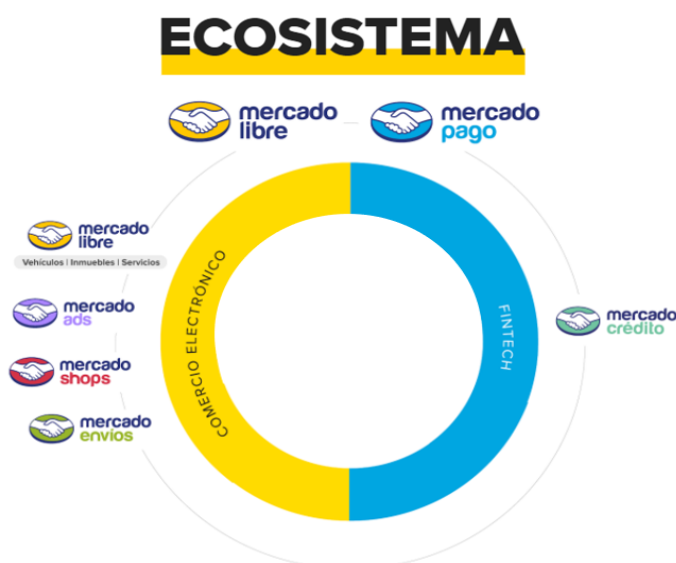 ECOSISTEMA
mercado
libre
mercado
pago
mercado
libre
Vehículos | Inmuebles | Servicios
mercado
ads
mercado
shops
mercado
envíos
COMERCIO ELECTRÓNICO
FINTECH
mercado
crédito